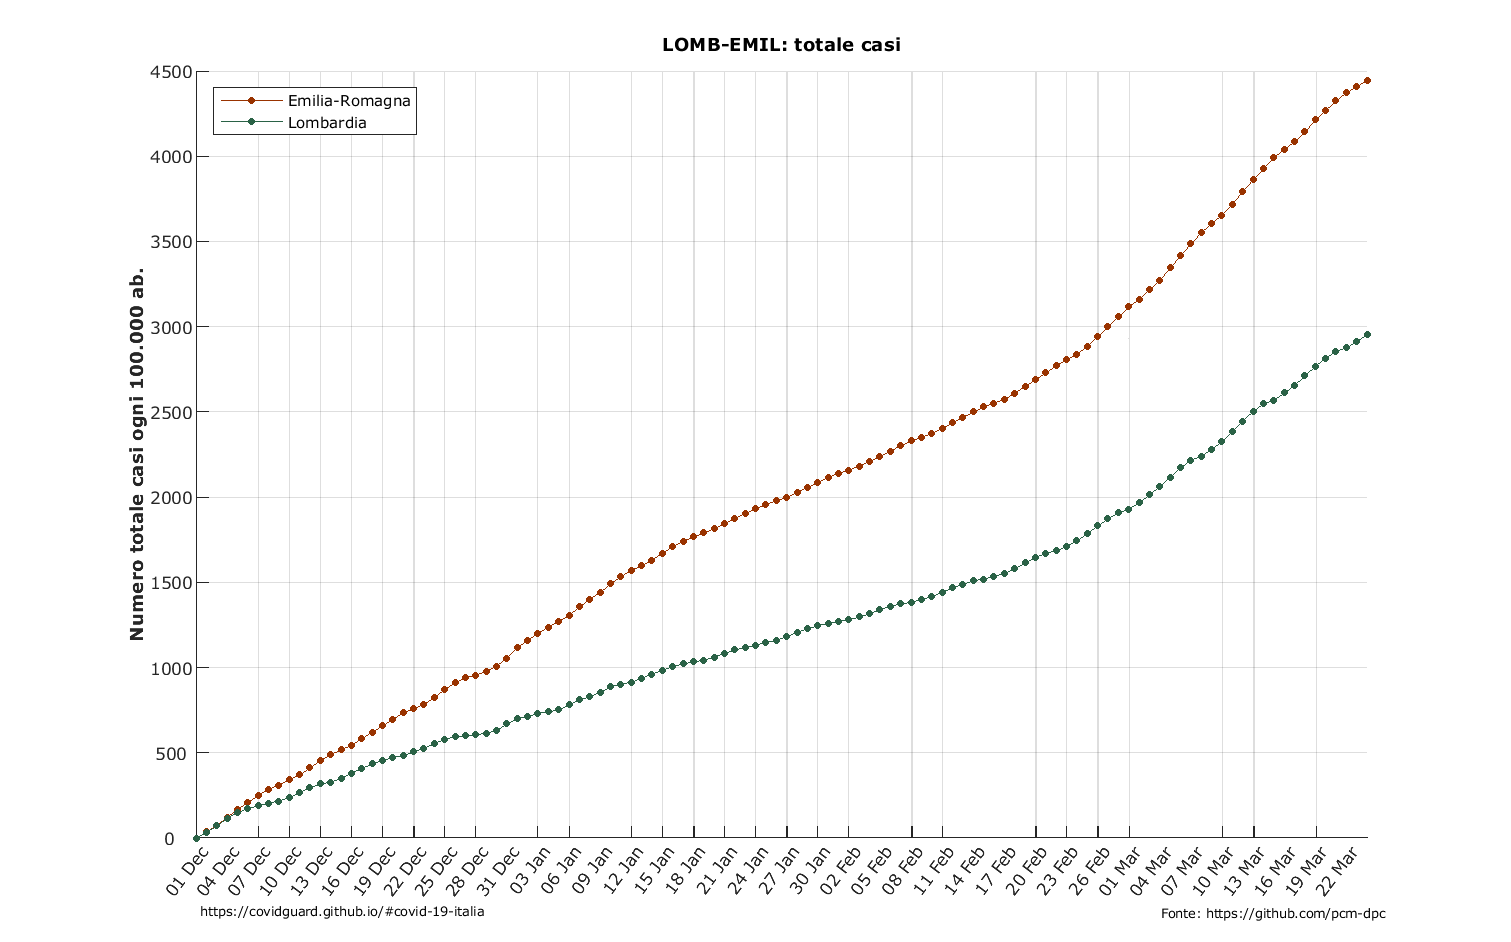 LOMB-EMIL: totale casi
Numero totale casi ogni 100.000 ab.
4500
4000
3500
3000
2500
2000
1500
1000
500
0
Emilia-Romagna
Lombardia
01 Dec
04 Dec
07 Dec
10 Dec
13 Dec
16 Dec
19 Dec
22 Dec
25 Dec
28 Dec
31 Dec
03 Jan
06 Jan
09 Jan
12 Jan
15 Jan
18 Jan
21 Jan
24 Jan
27 Jan
30 Jan
02 Feb
05 Feb
08 Feb
11 Feb
14 Feb
17 Feb
20 Feb
23 Feb
26 Feb
01 Mar
04 Mar
07 Mar
10 Mar
13 Mar
16 Mar
19 Mar
22 Mar
https://covidguard.github.io/#covid-19-italia
Fonte: https://github.com/pcm-dpc